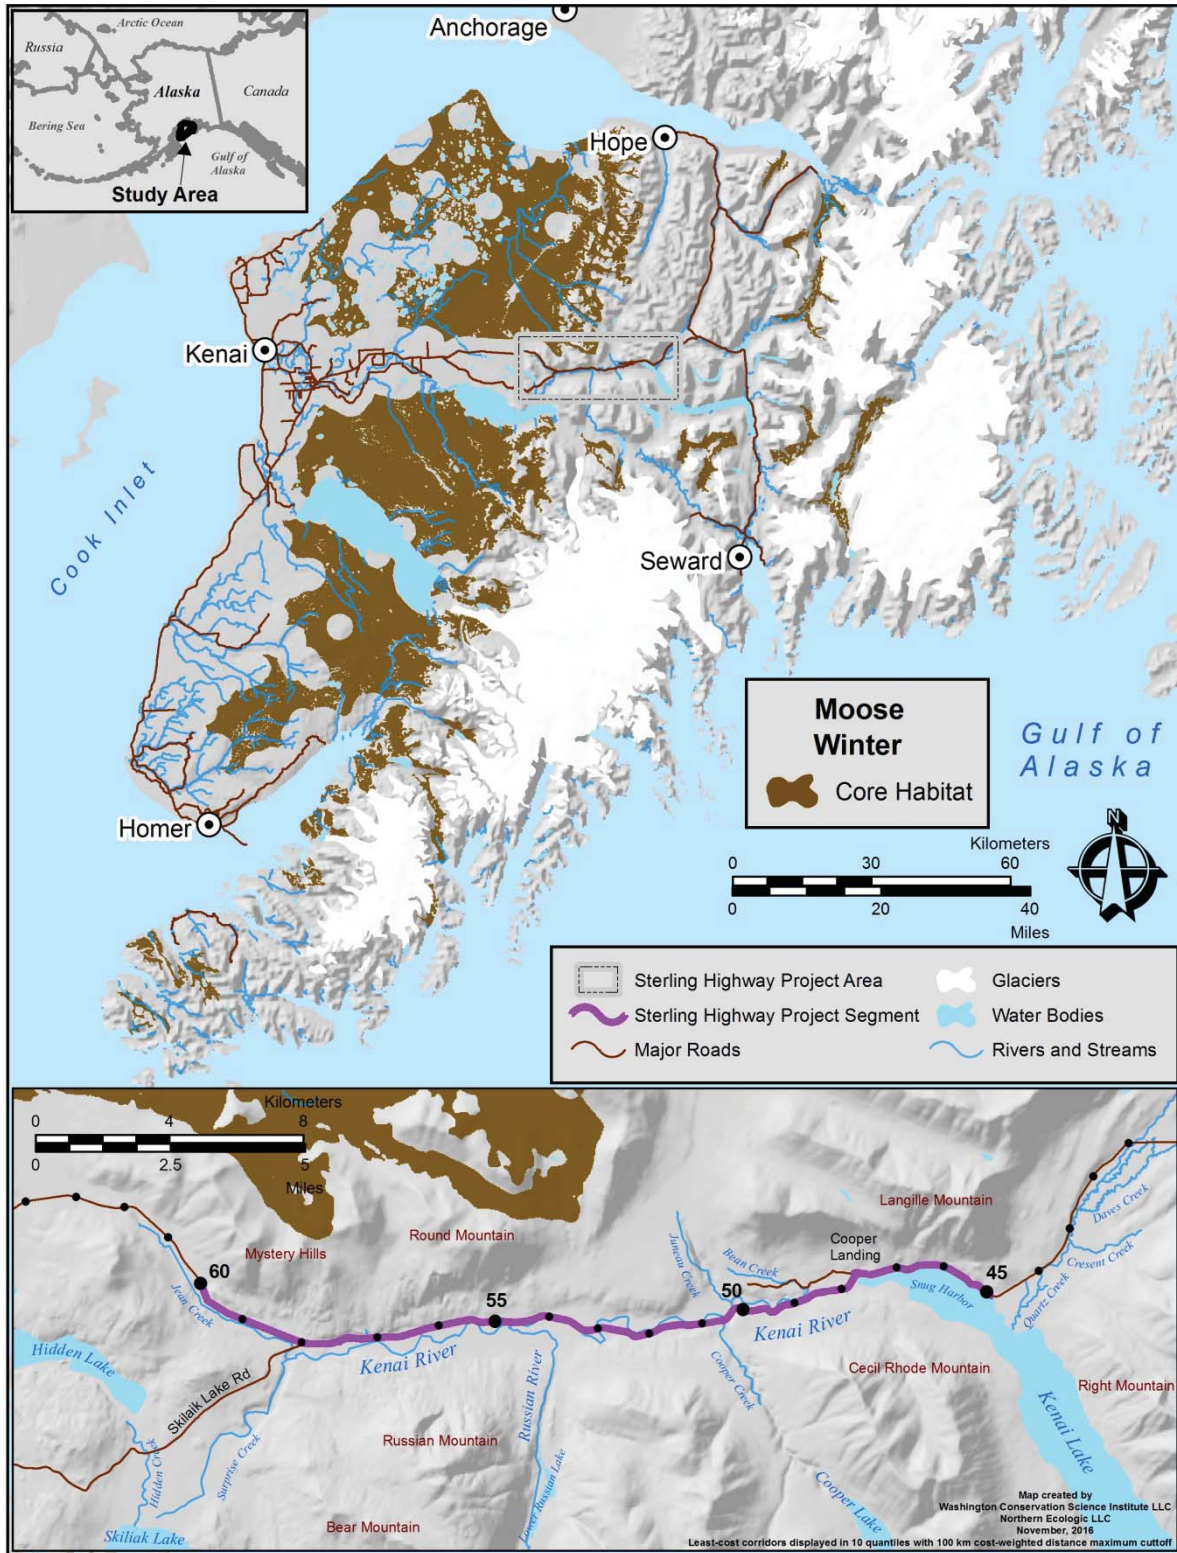 Anchorage
Arctic Ocean
Russia
Alaska
Canada
Bering Sea
Gulf of
Alaska
Study Area
Hope
Kenai
Cook Inlet
Seward
Homer
Moose
Winter
Core Habitat
Gulf of
Alaska
N
Kilometers
0 30 60
0 20 40
Miles
Sterling Highway Project Area
Sterling Highway Project Segment
Major Roads
Glaciers
Water Bodies
Rivers and Streams
Kilometers
0 4 8
0 2.5 5
Miles
Langille Mountain
Daves Creek
Mystery Hills
Round Mountain
Juneau Creek
Bean Creek
Cooper
Landing
Cresent Creek
60
Jean Creek
55
50
45
Snug Harbor
Quartz Creek
Kenai River
Kenai River
Hidden Lake
Skilaik Lake Rd
Russian River
Cooper Creek
Cecil Rhode Mountain
Right Mountain
Kenai Lake
Russian Mountain
Hidden Creek
Surprise Creek
Lower Russian Lake
Cooper Lake
Bear Mountain
Skiliak Lake
Map created by
Washington Conservation Science Institute LLC
Northern Ecologic LLC
November, 2016
Least-cost corridors displayed in 10 quantiles with 100 km cost-weighted distance maximum cuttoff